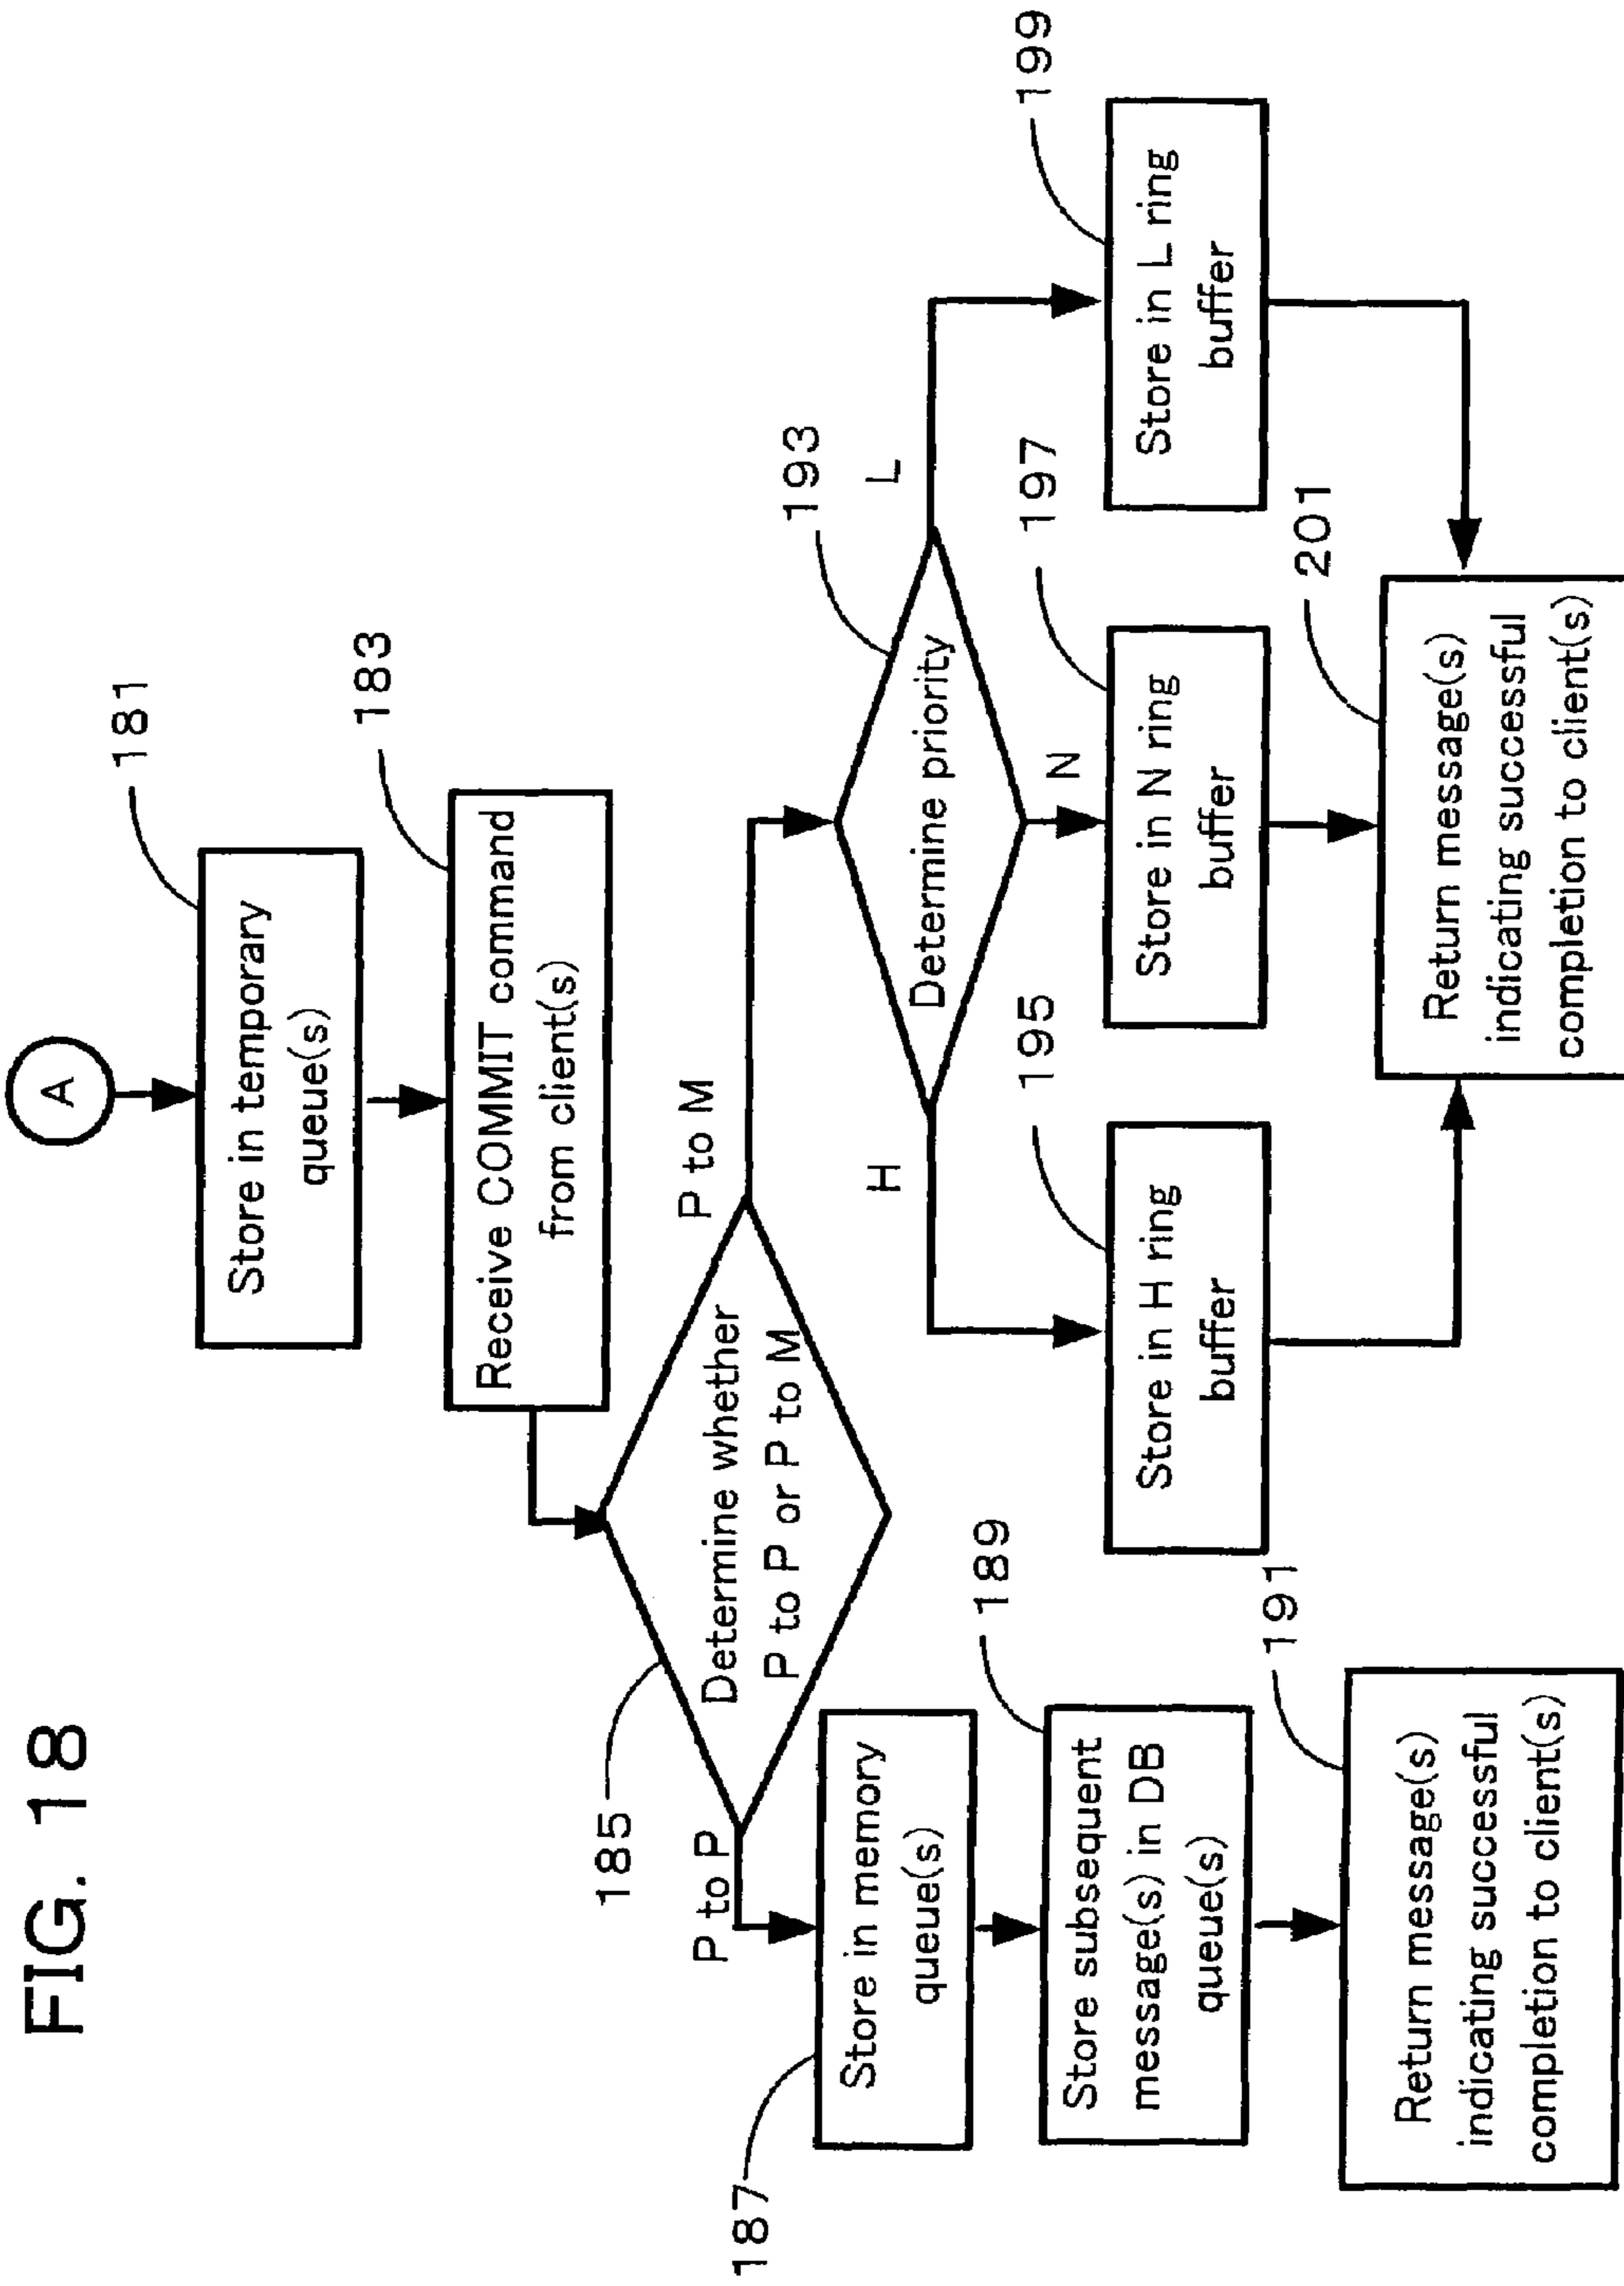 FIG. 18
A
181
Store in temporary
queue(s)
183
Receive COMMIT command
from client(s)
185
Determine whether
P to P or P to M
P to P
P to M
187
Store in memory
queue(s)
189
Store subsequent
message(s) in DB
queue(s)
191
Return message(s)
indicating successful
completion to client(s)
193
Determine priority
H
N
L
195
Store in H ring
buffer
197
Store in N ring
buffer
199
Store in L ring
buffer
201
Return message(s)
indicating successful
completion to client(s)